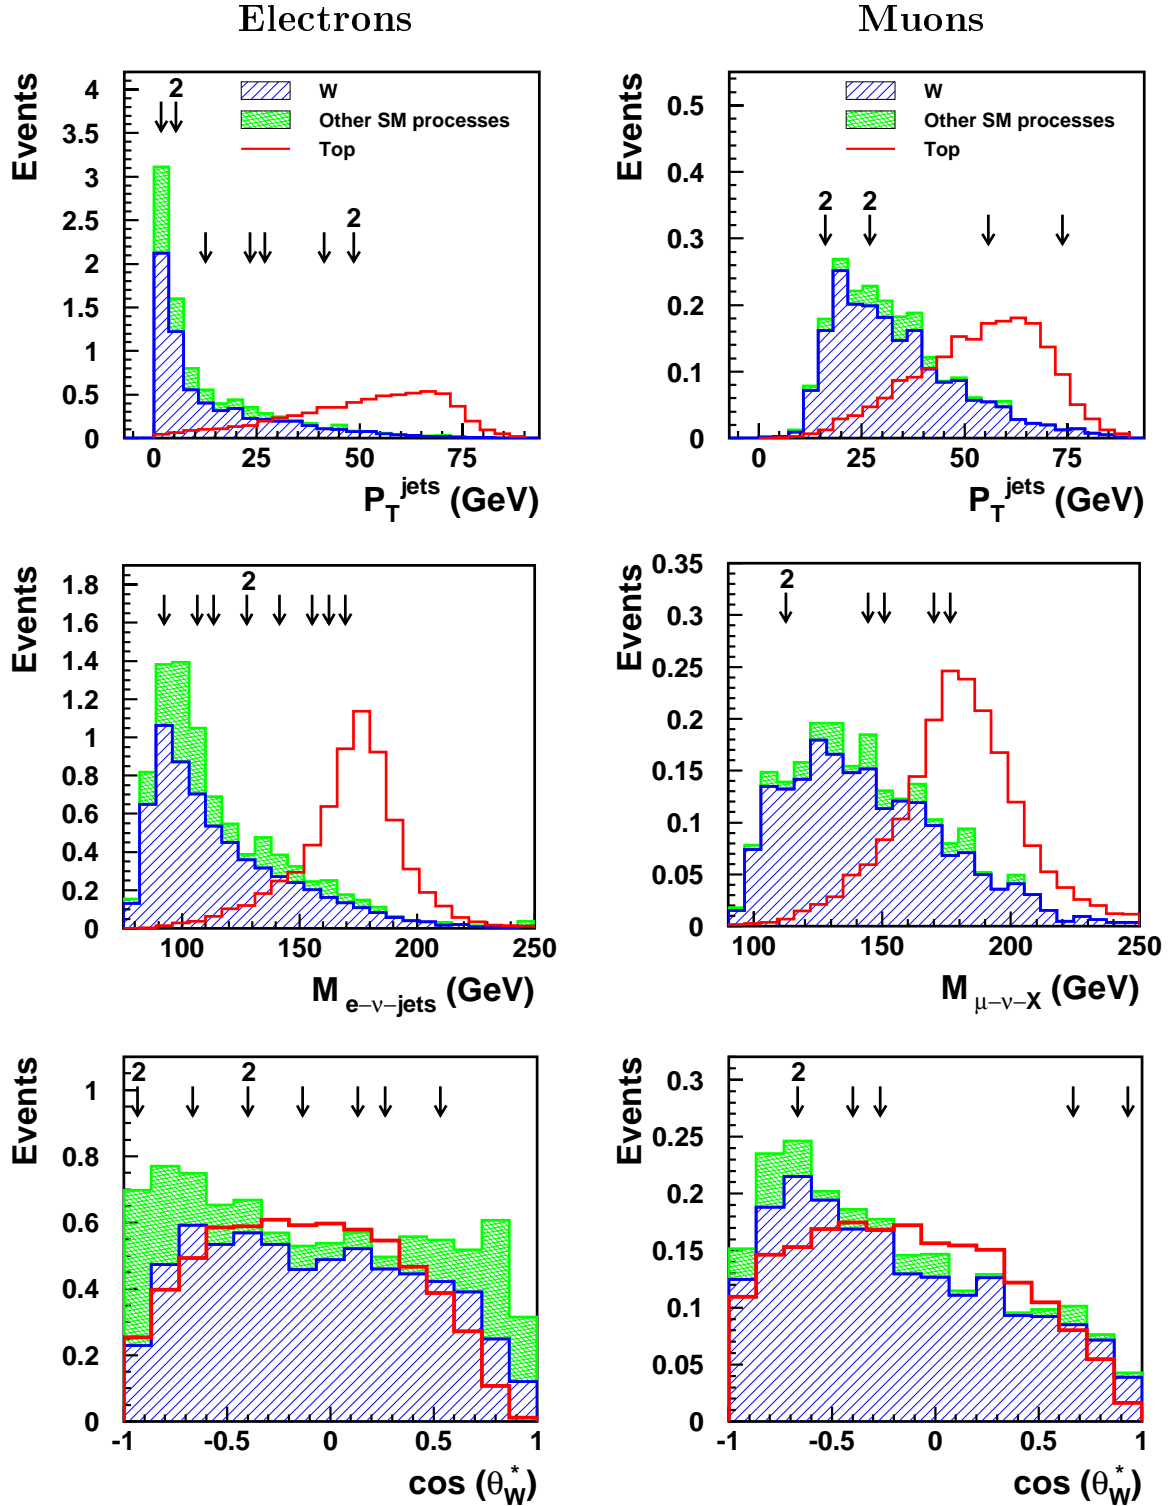 Electrons
Muons
Events
4
3.5
3
2.5
2
1.5
1
0.5
0
2
2
W
Other SM processes
Top
0 25 50 75
P_T^jets (GeV)
Events
0.5
0.4
0.3
0.2
0.1
0
2 2
W
Other SM processes
Top
0 25 50 75
P_T^jets (GeV)
Events
1.8
1.6
1.4
1.2
1
0.8
0.6
0.4
0.2
0
2
100 150 200 250
M e−ν−jets (GeV)
Events
0.35
0.3
0.25
0.2
0.15
0.1
0.05
0
2
100 150 200 250
M μ−ν−X (GeV)
Events
1
0.8
0.6
0.4
0.2
0
2 2
-1 -0.5 0 0.5 1
cos (θ_W^*)
Events
0.3
0.25
0.2
0.15
0.1
0.05
0
2
-1 -0.5 0 0.5 1
cos (θ_W^*)